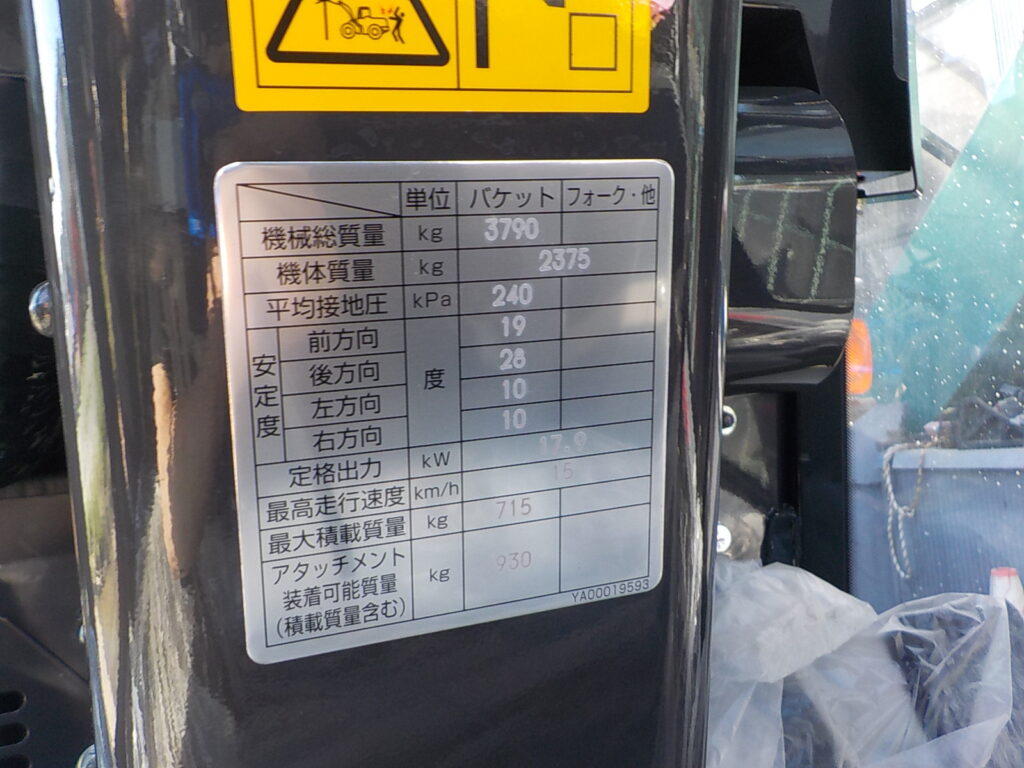 単位 バケット フォーク・他
機械総質量 kg 3790
機体質量 kg 2375
平均接地圧 kPa 240
安定度 前方向 度 19
後方向 28
左方向 10
右方向 10
定格出力 kW 17.9
最高走行速度 km/h 15
最大積載質量 kg 715
アタッチメント
装着可能質量 kg 930
(積載質量含む)
YA00019593